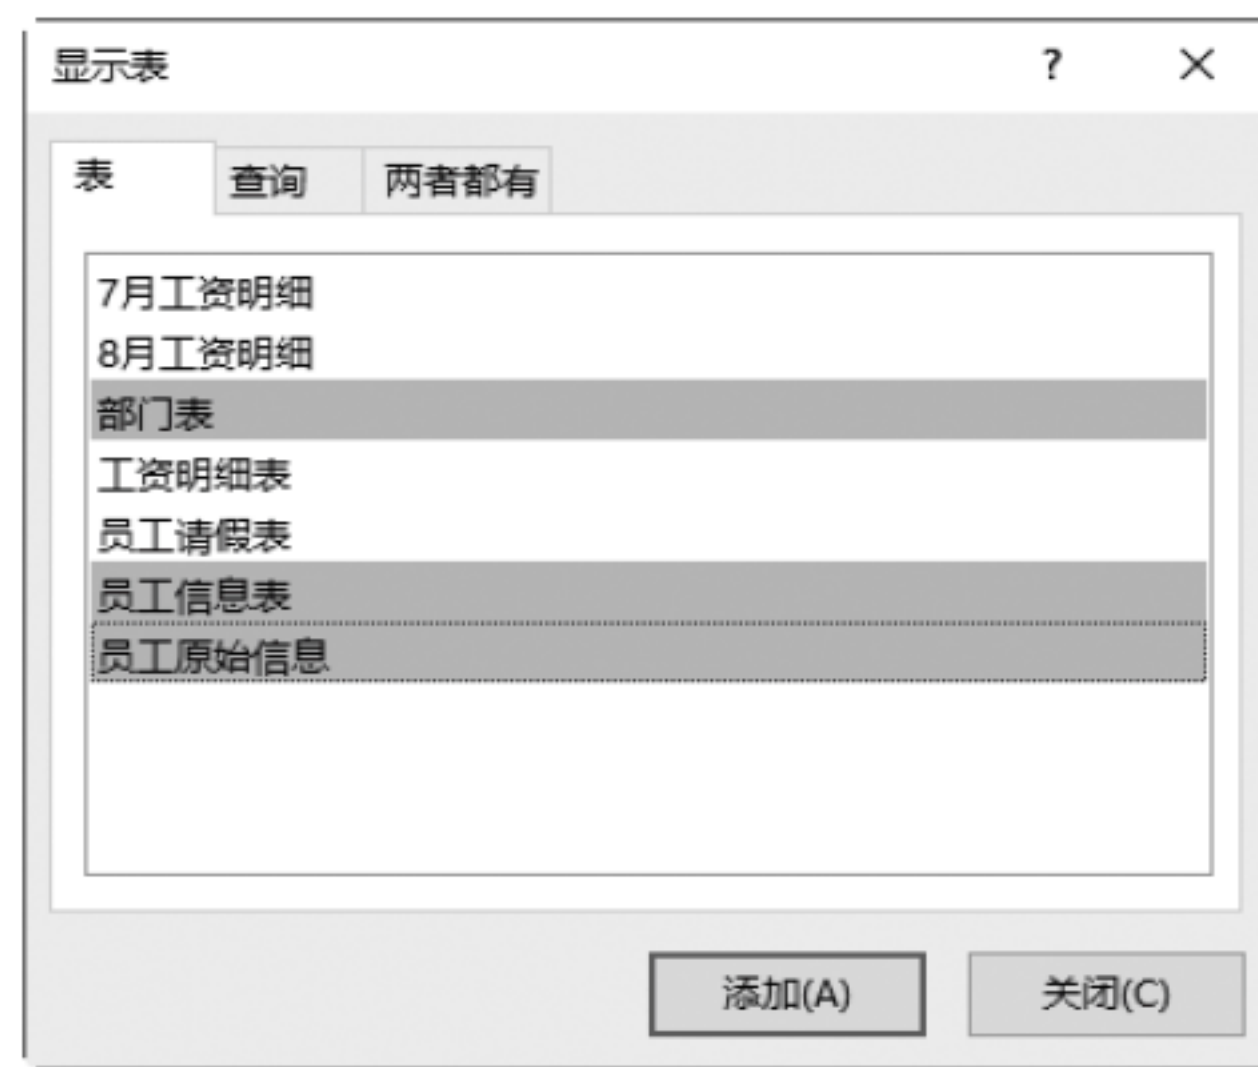 显示表 ? ×
表 查询 两者都有
7月工资明细
8月工资明细
部门表
工资明细表
员工请假表
员工信息表
员工原始信息
添加(A) 关闭(C)